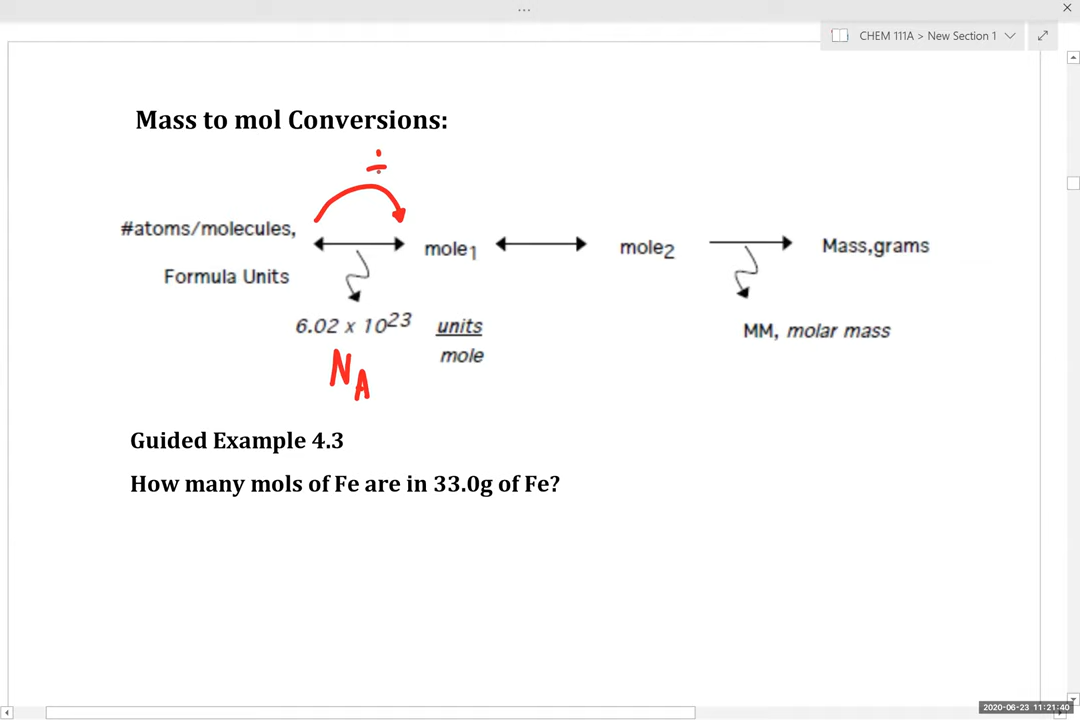 CHEM 111A > New Section 1
Mass to mol Conversions:
÷
#atoms/molecules,
Formula Units
mole1
mole2
Mass,grams
6.02 x 10^23 units
mole
MM, molar mass
NA
Guided Example 4.3
How many mols of Fe are in 33.0g of Fe?
2020-06-23 11:21:40